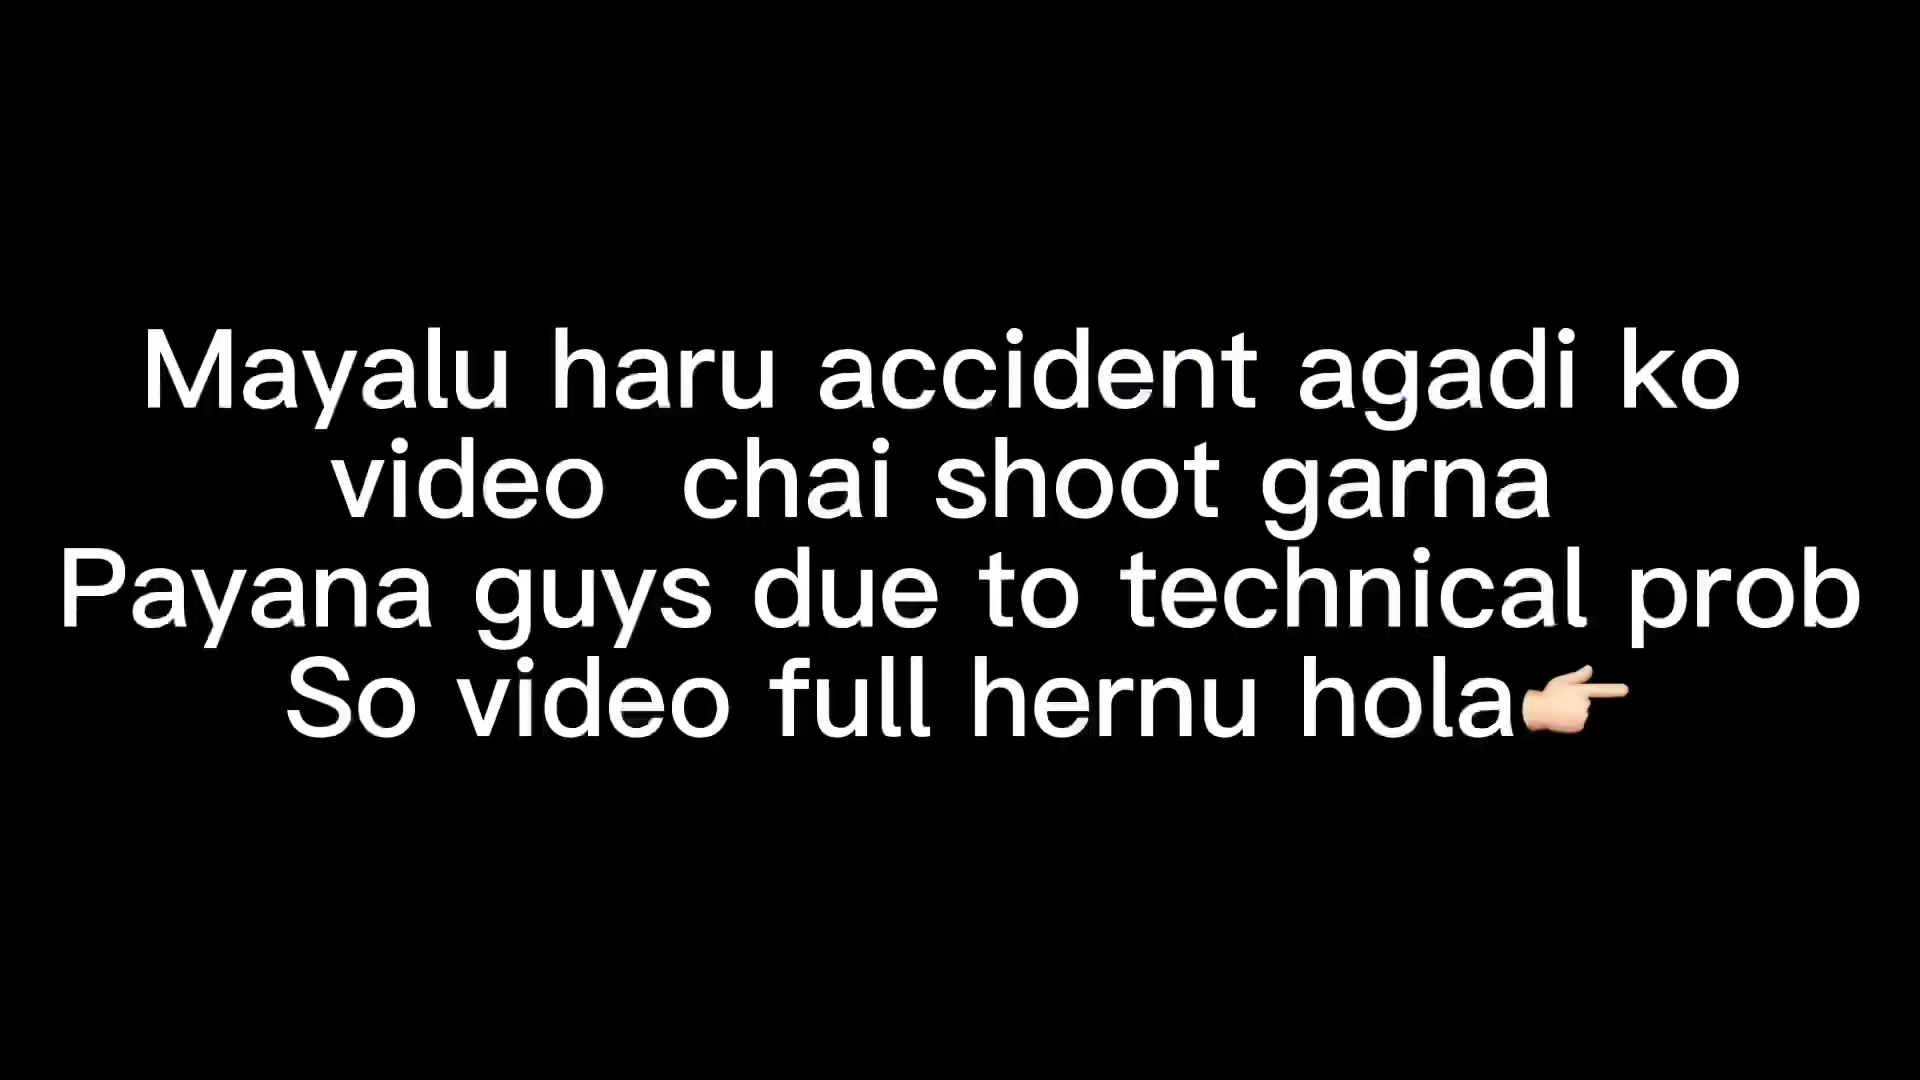 Mayalu haru accident agadi ko
video  chai shoot garna
Payana guys due to technical prob
So video full hernu hola👉🏻